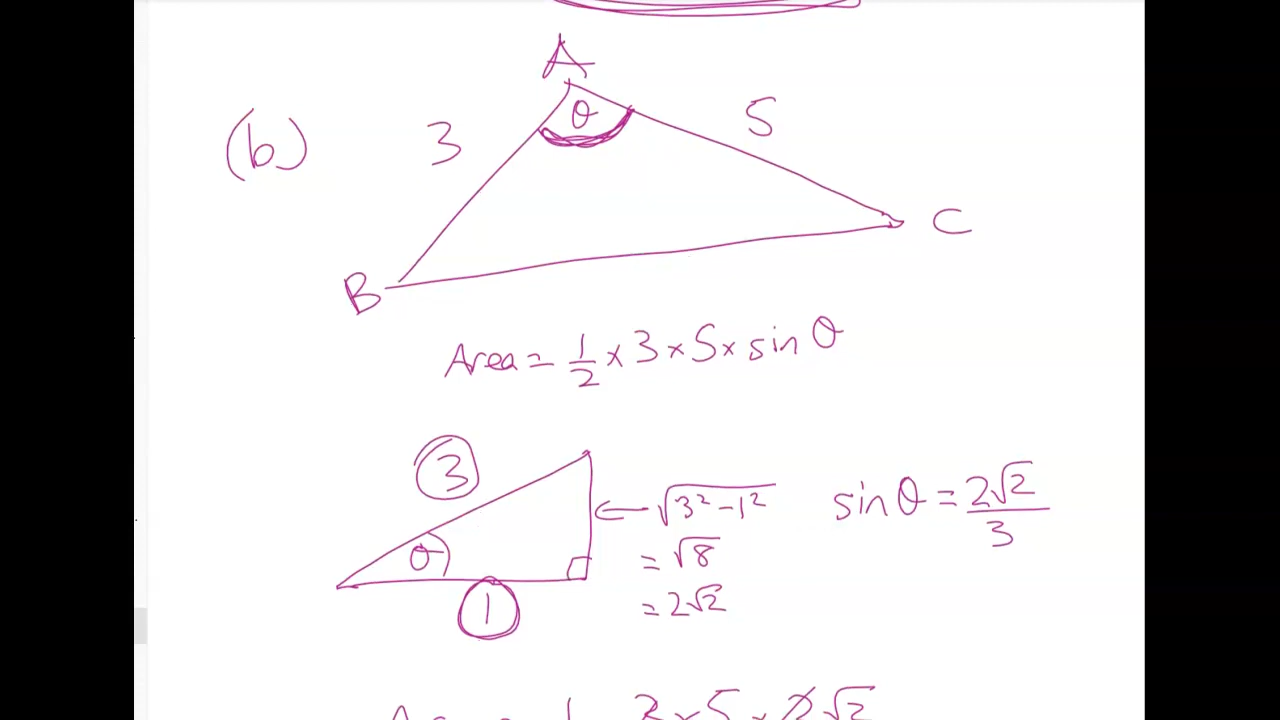 A
(b) 3 θ 5
B C
Area = 1/2 × 3 × 5 × sin θ
3 ← √3² - 1² sin θ = 2√2/3
θ = √8
1 = 2√2